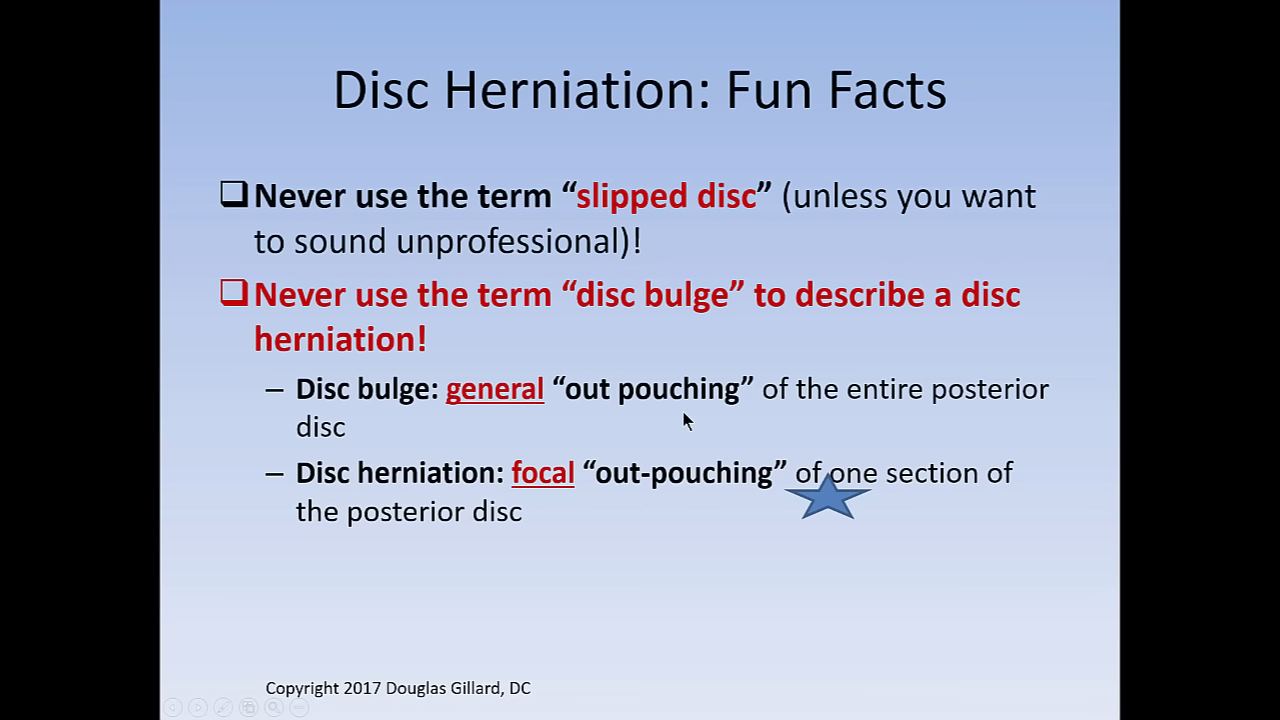 Disc Herniation: Fun Facts
Never use the term “slipped disc” (unless you want
to sound unprofessional)!
Never use the term “disc bulge” to describe a disc
herniation!
– Disc bulge: general “out pouching” of the entire posterior
disc
– Disc herniation: focal “out-pouching” of one section of
the posterior disc
Copyright 2017 Douglas Gillard, DC